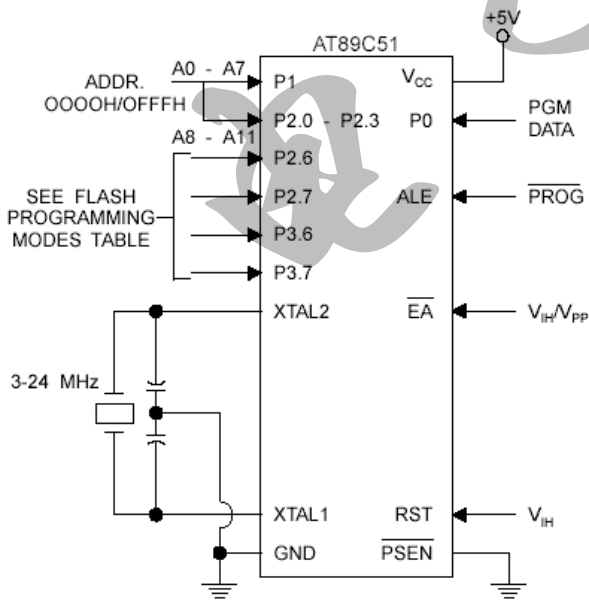 +5V
AT89C51
ADDR.
OOOOH/OFFFH
A0 - A7
P1
VCC
P2.0 - P2.3
P0
PGM
DATA
A8 - A11
P2.6
SEE FLASH
PROGRAMMING
MODES TABLE
P2.7
ALE
PROG
P3.6
P3.7
XTAL2
EA
VIH/VPP
3-24 MHz
XTAL1
RST
VIH
GND
PSEN